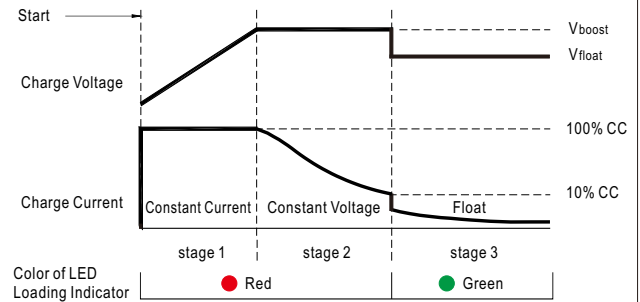 Start
Vboost
Vfloat
Charge Voltage
100% CC
10% CC
Charge Current
Constant Current
Constant Voltage
Float
stage 1
stage 2
stage 3
Color of LED
Loading Indicator
Red
Green